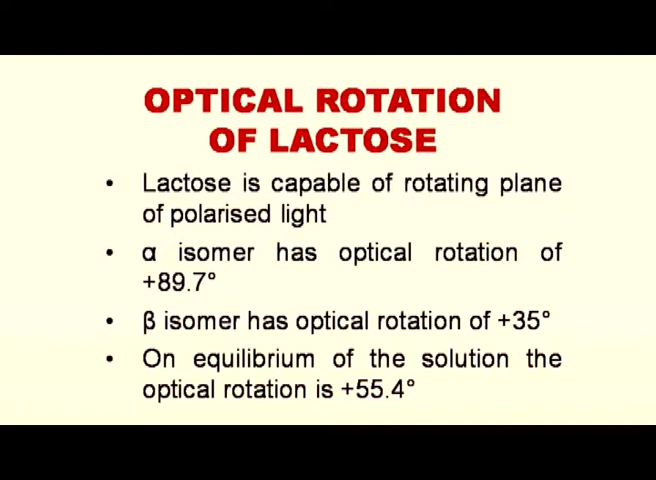 OPTICAL ROTATION
OF LACTOSE
• Lactose is capable of rotating plane
of polarised light
• α isomer has optical rotation of
+89.7°
• β isomer has optical rotation of +35°
• On equilibrium of the solution the
optical rotation is +55.4°